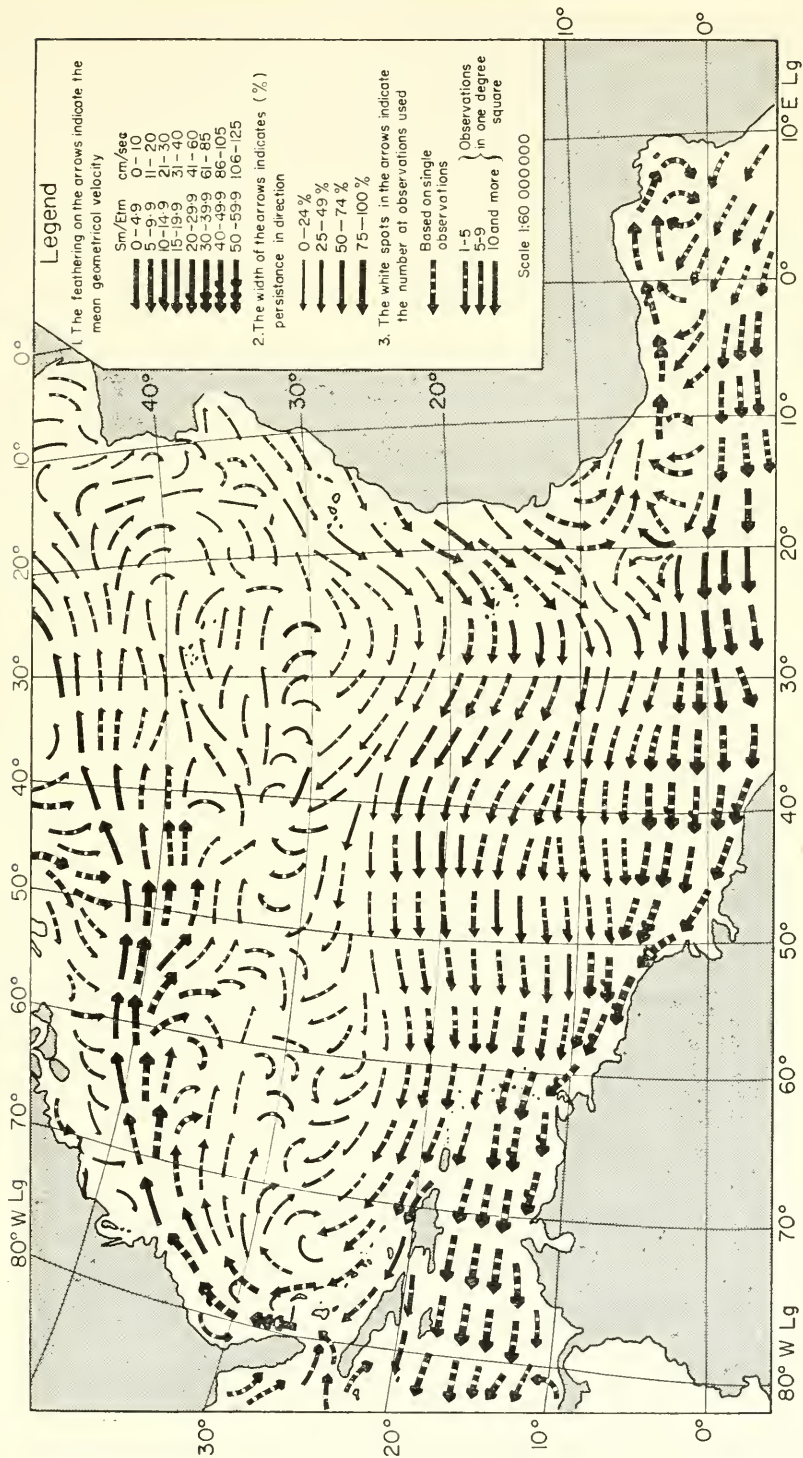 80° W Lg
70°
60°
50°
40°
30°
20°
10°
0°
Legend
1. The feathering on the arrows indicate the
mean geometrical velocity
Sm/Etm cm/sec
0-4·9 0-10
5-9·9 11-20
10-14·9 21-30
15-19·9 31-40
20-29·9 41-60
30-39·9 61-85
40-49·9 86-105
50-59·9 106-125
2. The width of the arrows indicates (%)
persistance in direction
0-24 %
25-49 %
50-74 %
75-100 %
3. The white spots in the arrows indicate
the number at observations used
Based on single
observations
1-5
5-9
10 and more
Observations
in one degree
square
Scale 1:60 000 000
40°
30°
20°
10°
0°
30°
20°
10°
0°
80° W Lg
70°
60°
50°
40°
30°
20°
10°
0°
10° E Lg